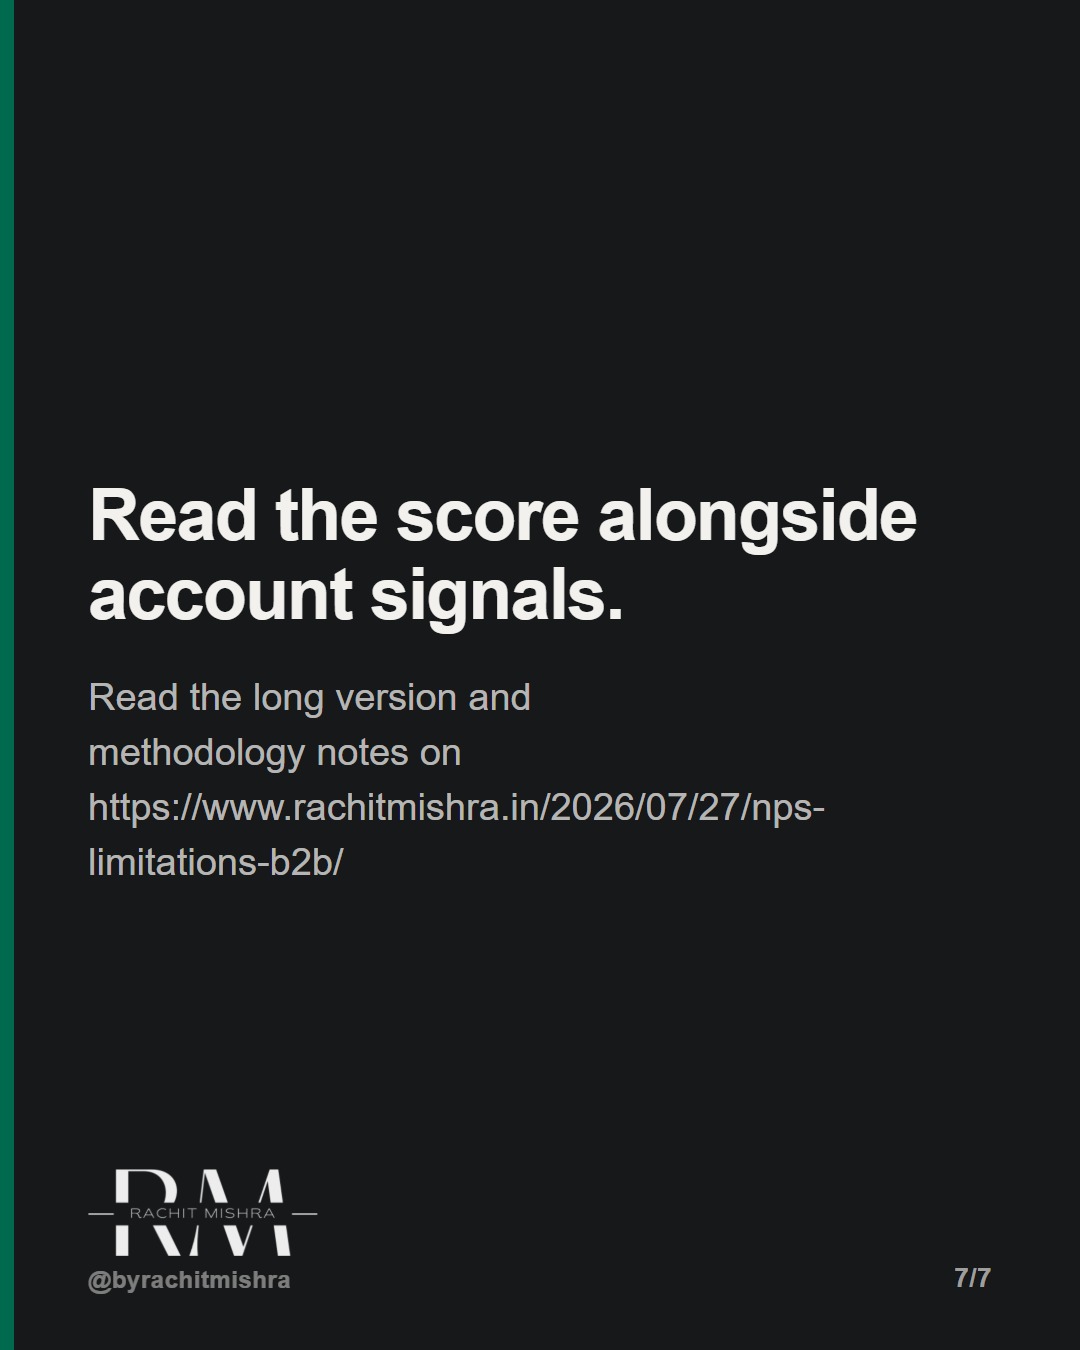 Read the score alongside
account signals.
Read the long version and
methodology notes on
https://www.rachitmishra.in/2026/07/27/nps-
limitations-b2b/
RM
RACHIT MISHRA
@byrachitmishra
7/7